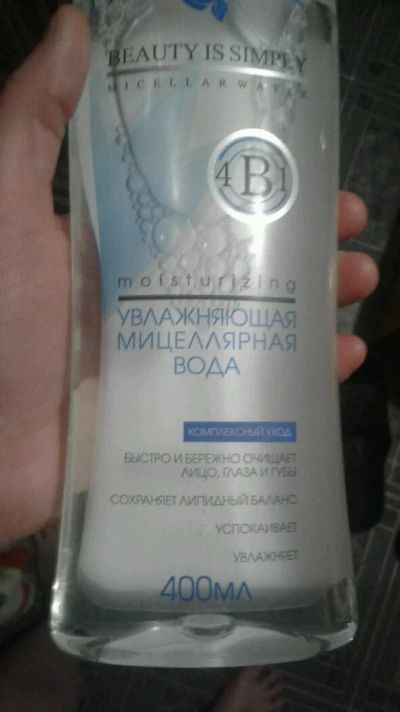 BEAUTY IS SIMPLY
MICELLAR WATER
4В1
moisturizing
УВЛАЖНЯЮЩАЯ
МИЦЕЛЛЯРНАЯ
ВОДА
КОМПЛЕКСНЫЙ УХОД
БЫСТРО И БЕРЕЖНО ОЧИЩАЕТ
ЛИЦО, ГЛАЗА И ГУБЫ
СОХРАНЯЕТ ЛИПИДНЫЙ БАЛАНС
УСПОКАИВАЕТ
УВЛАЖНЯЕТ
400МЛ